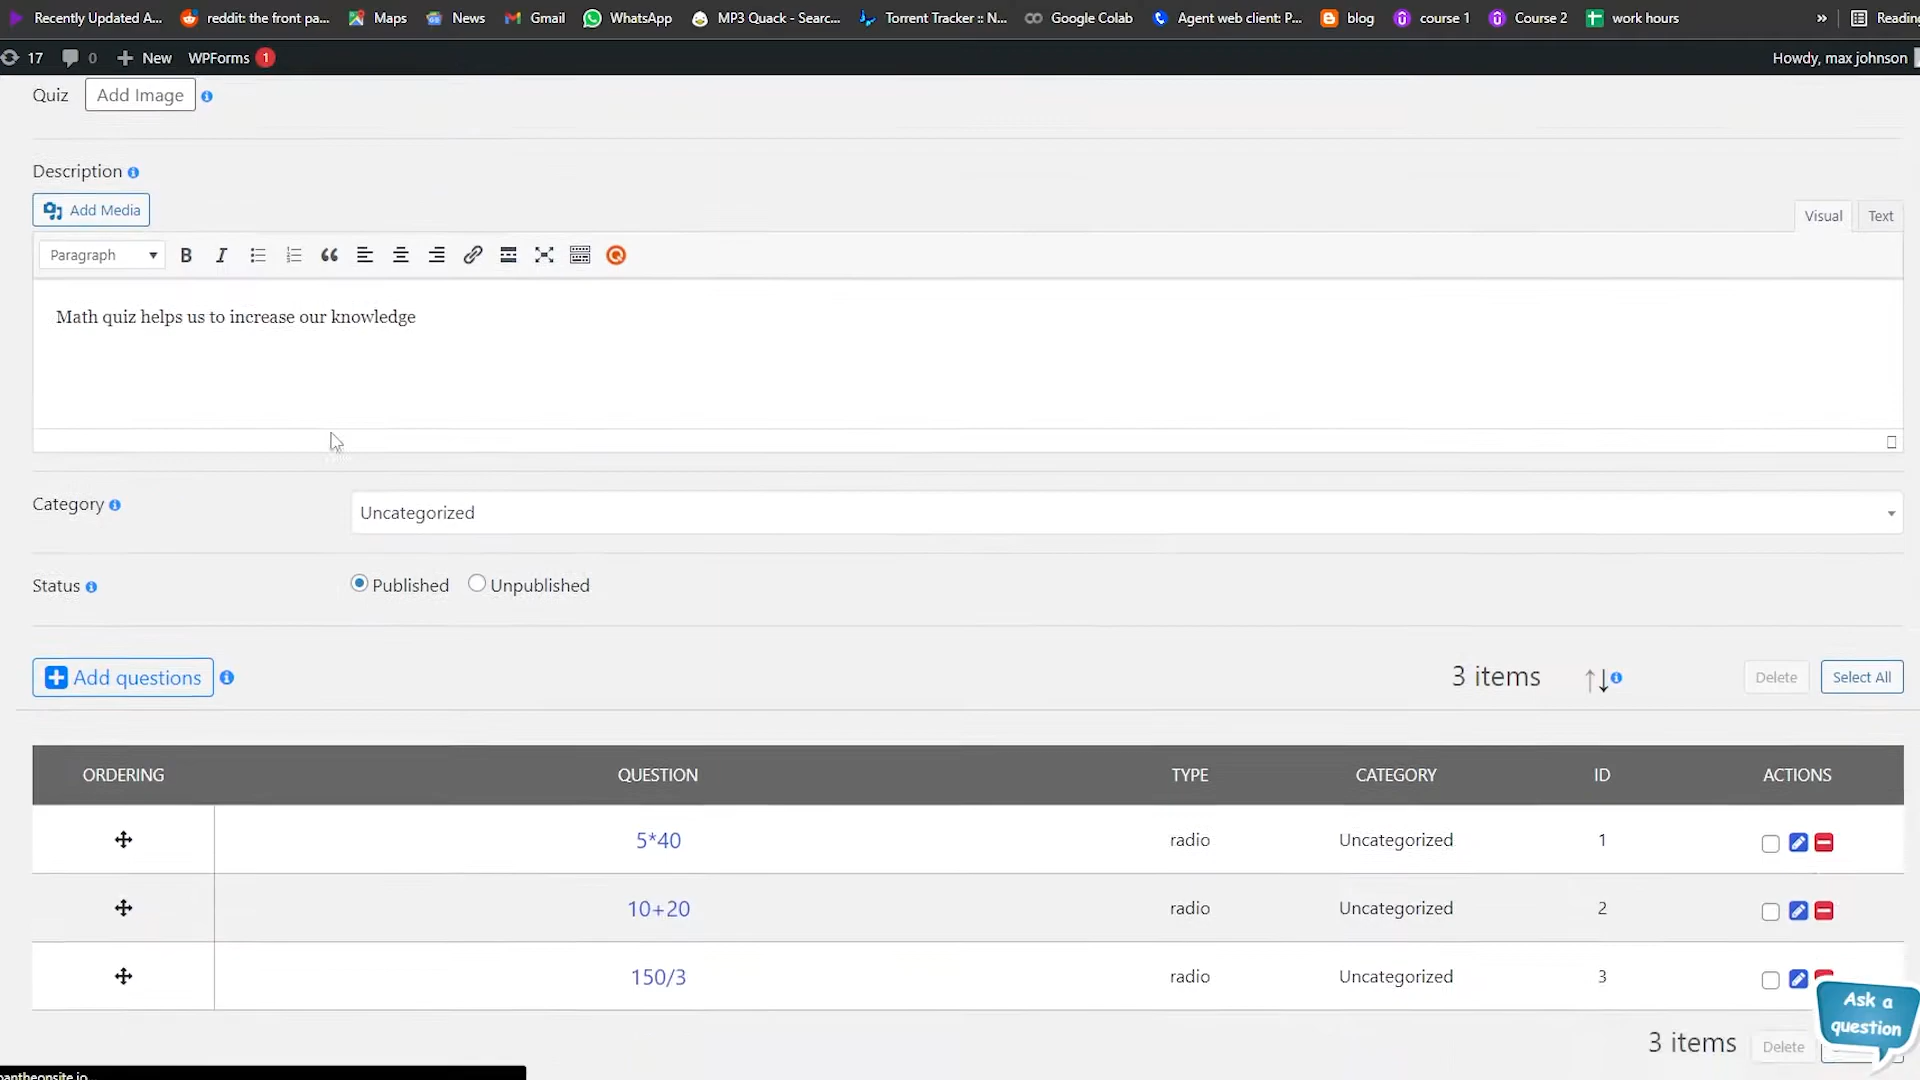 Recently Updated A... reddit: the front pa... Maps News Gmail WhatsApp MP3 Quack - Searc... Torrent Tracker :: N... Google Colab Agent web client: P... blog course 1 Course 2 work hours » Reading
17 0 New WPForms 1 Howdy, max johnson
Quiz Add Image
Description
Add Media Visual Text
Paragraph
Math quiz helps us to increase our knowledge
Category Uncategorized
Status Published Unpublished
Add questions 3 items Delete Select All
ORDERING QUESTION TYPE CATEGORY ID ACTIONS
5*40 radio Uncategorized 1
10+20 radio Uncategorized 2
150/3 radio Uncategorized 3
Ask a
question
3 items Delete